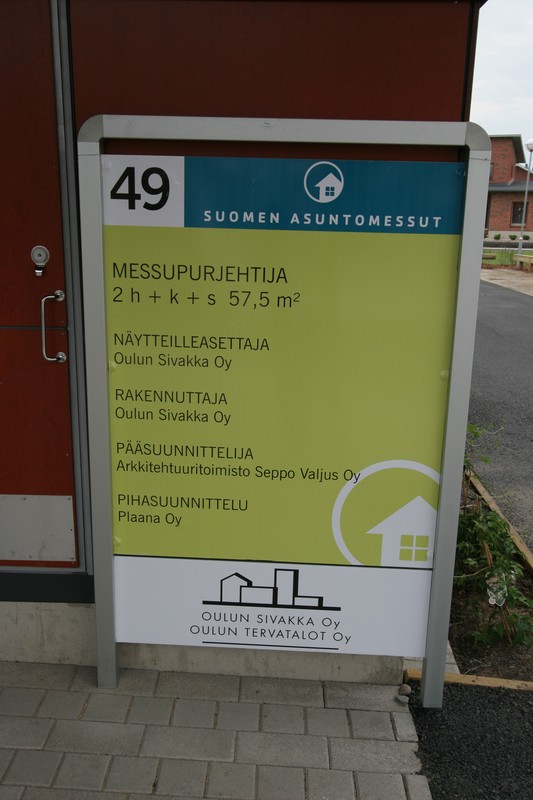 49
SUOMEN ASUNTOMESSUT
MESSUPURJEHTIJA
2 h + k + s 57,5 m²
NÄYTTEILLEASETTAJA
Oulun Sivakka Oy
RAKENNUTTAJA
Oulun Sivakka Oy
PÄÄSUUNNITTELIJA
Arkkitehtuuritoimisto Seppo Valjus Oy
PIHASUUNNITTELU
Plaana Oy
OULUN SIVAKKA Oy
OULUN TERVATALOT Oy